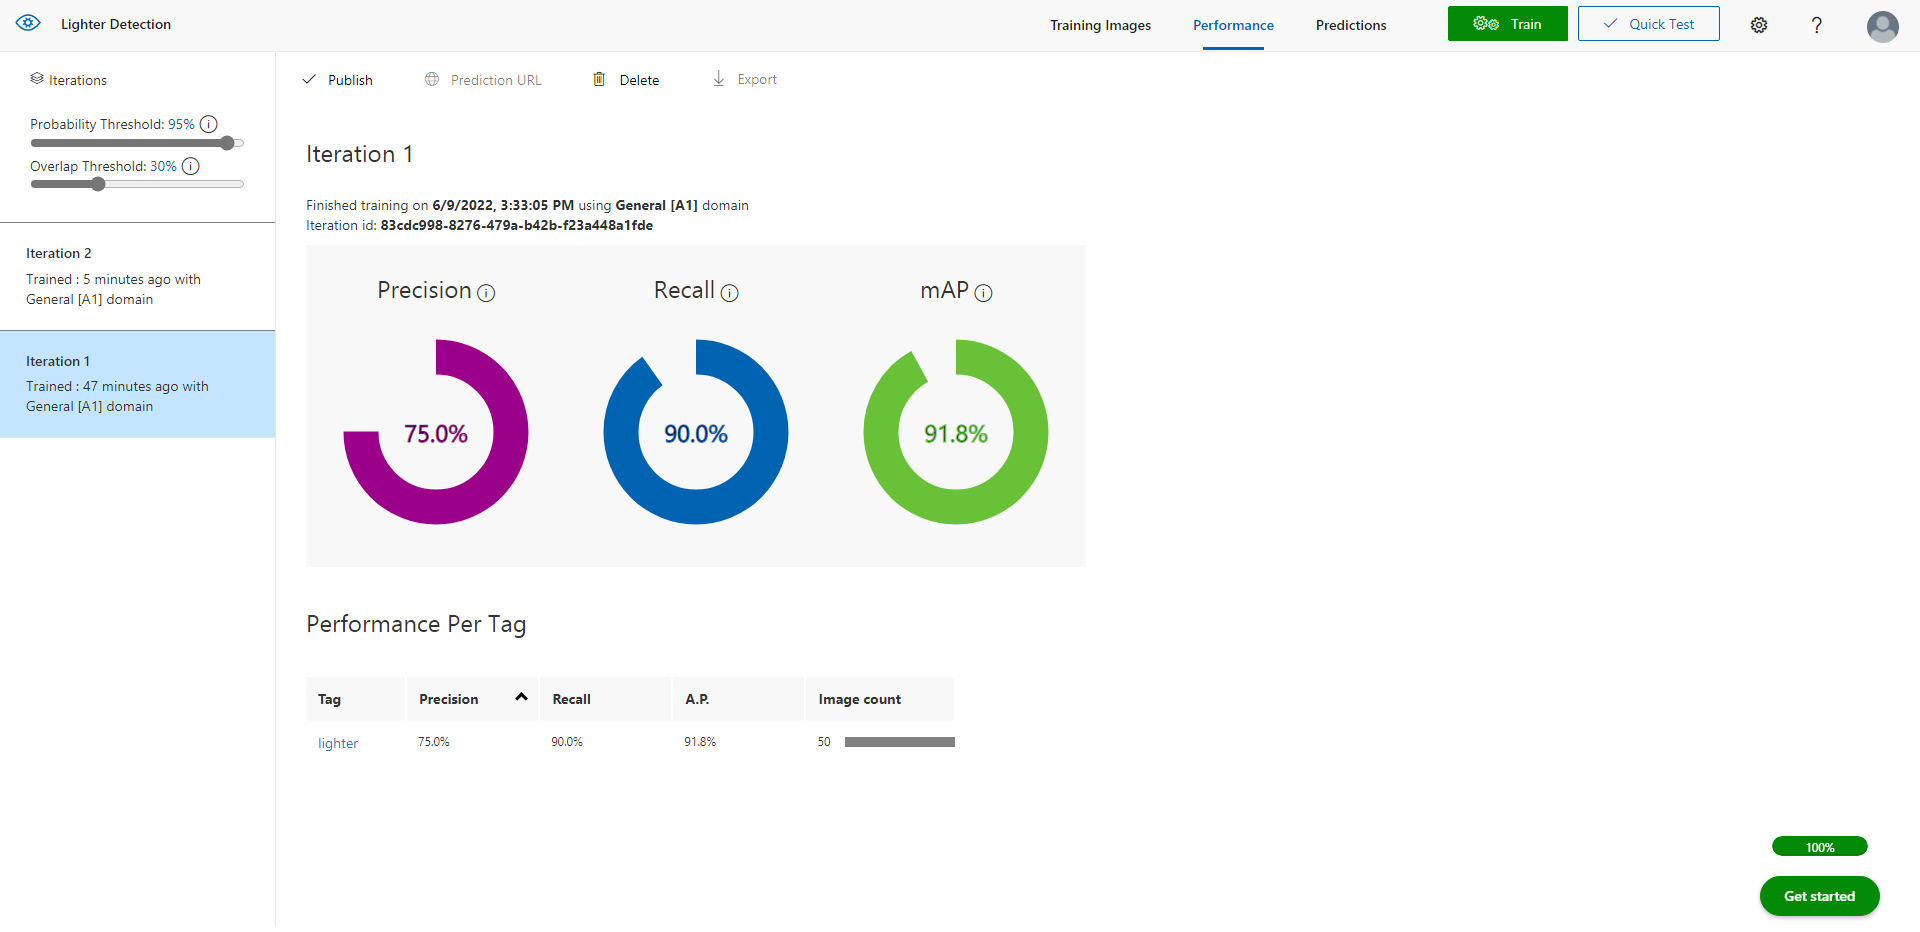 Lighter Detection
Training Images
Performance
Predictions
Train
Quick Test
?
Iterations
Probability Threshold: 95% i
Overlap Threshold: 30% i
Iteration 2
Trained : 5 minutes ago with
General [A1] domain
Iteration 1
Trained : 47 minutes ago with
General [A1] domain
Publish
Prediction URL
Delete
Export
Iteration 1
Finished training on 6/9/2022, 3:33:05 PM using General [A1] domain
Iteration id: 83cdc998-8276-479a-b42b-f23a448a1fde
Precision i
Recall i
mAP i
75.0%
90.0%
91.8%
Performance Per Tag
Tag Precision Recall A.P. Image count
lighter 75.0% 90.0% 91.8% 50
100%
Get started